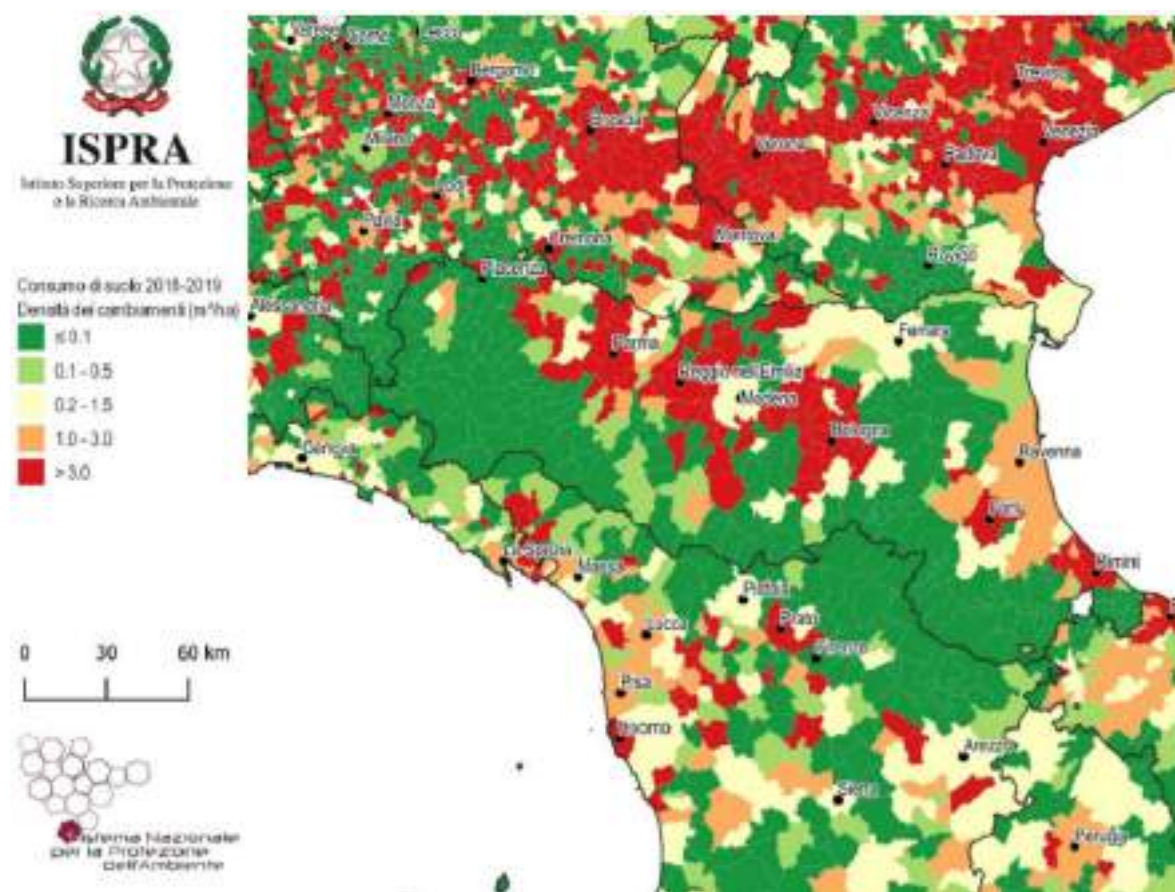 ISPRA
Istituto Superiore per la Protezione
e la Ricerca Ambientale
Consumo di suolo 2018-2019
Densità dei cambiamenti (m²/ha)
≤ 0.1
0.1 - 0.5
0.2 - 1.5
1.0 - 3.0
> 3.0
0 30 60 km
Sistema Nazionale
per la Protezione
dell'Ambiente
Varese
Como
Lecco
Bergamo
Monza
Milano
Brescia
Lodi
Pavia
Cremona
Piacenza
Alessandria
Verona
Vicenza
Treviso
Venezia
Padova
Mantova
Rovigo
Ferrara
Parma
Reggio nell'Emilia
Modena
Bologna
Ravenna
Forlì
Rimini
Genova
La Spezia
Massa
Lucca
Pistoia
Prato
Firenze
Pisa
Livorno
Arezzo
Siena
Perugia